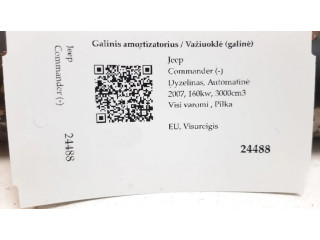 Galinis amortizatorius / Važiuoklė (galinė)
Jeep
Commander (-)
Dyzelinas, Automatinė
2007, 160kw, 3000cm3
Visi varomi , Pilka
EU, Visureigis
24488
Jeep
Commander (-)
24488